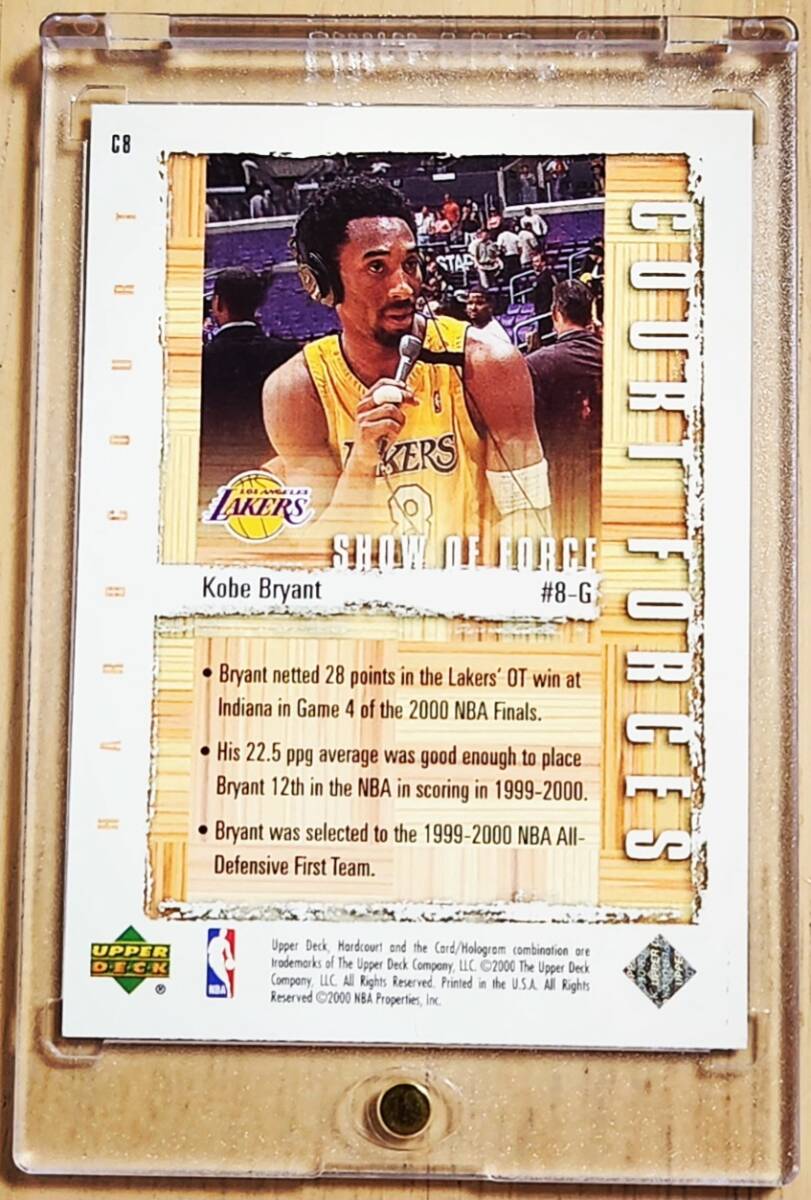 C8
HARDCOURT
COURT FORCES
STAP
LAKERS
8
LOS ANGELES
LAKERS
SHOW OF FORCE
Kobe Bryant #8-G
• Bryant netted 28 points in the Lakers' OT win at
Indiana in Game 4 of the 2000 NBA Finals.
• His 22.5 ppg average was good enough to place
Bryant 12th in the NBA in scoring in 1999-2000.
• Bryant was selected to the 1999-2000 NBA All-
Defensive First Team.
UPPER
DECK
®
NBA
Upper Deck, Hardcourt and the Card/Hologram combination are
trademarks of The Upper Deck Company, LLC. ©2000 The Upper Deck
Company, LLC. All Rights Reserved. Printed in the U.S.A. All Rights
Reserved ©2000 NBA Properties, Inc.